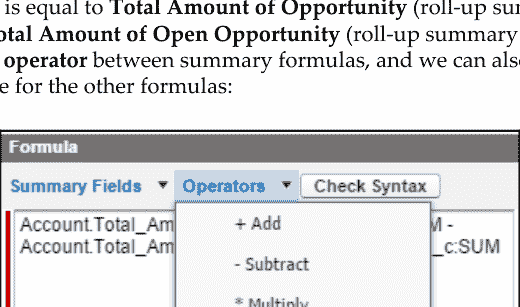 is equal to Total Amount of Opportunity (roll-up
otal Amount of Open Opportunity (roll-up summary
operator between summary formulas, and we can also
e for the other formulas:
Formula
Summary Fields Operators Check Syntax
Account.Total_Am M -
Account.Total_Am _c:SUM
+ Add
- Subtract
* Multiply